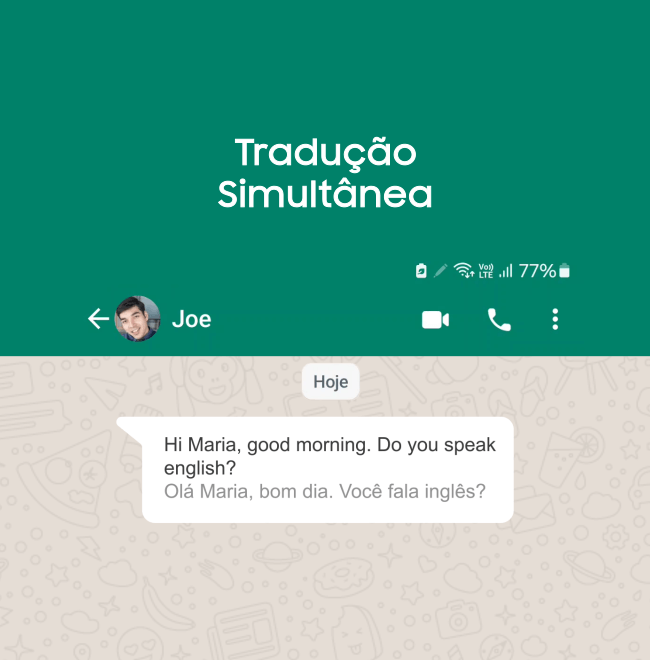 Tradução
Simultânea
Vo))
LTE
77%
Joe
Hoje
Hi Maria, good morning. Do you speak
english?
Olá Maria, bom dia. Você fala inglês?